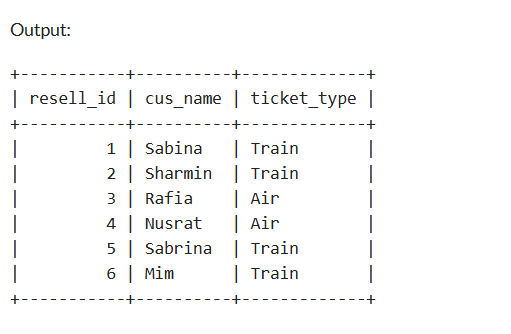 Output:
+-----------+----------+-------------+
| resell_id | cus_name | ticket_type |
+-----------+----------+-------------+
|         1 | Sabina   | Train       |
|         2 | Sharmin  | Train       |
|         3 | Rafia    | Air         |
|         4 | Nusrat   | Air         |
|         5 | Sabrina  | Train       |
|         6 | Mim      | Train       |
+-----------+----------+-------------+